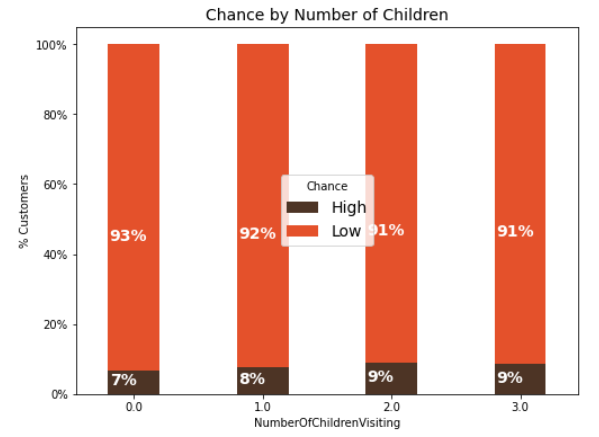 Chance by Number of Children
% Customers
100%
80%
60%
40%
20%
0%
93%
92%
91%
91%
7%
8%
9%
9%
Chance
High
Low
0.0 1.0 2.0 3.0
NumberOfChildrenVisiting